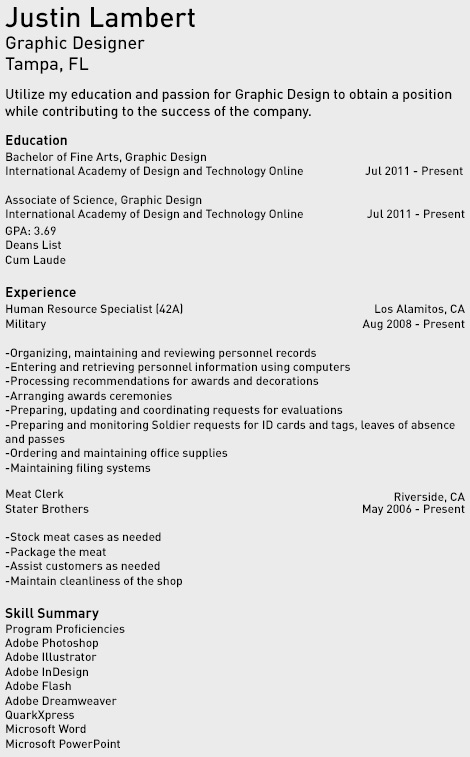 Justin Lambert
Graphic Designer
Tampa, FL
Utilize my education and passion for Graphic Design to obtain a position
while contributing to the success of the company.
Education
Bachelor of Fine Arts, Graphic Design
International Academy of Design and Technology Online Jul 2011 - Present
Associate of Science, Graphic Design
International Academy of Design and Technology Online Jul 2011 - Present
GPA: 3.69
Deans List
Cum Laude
Experience
Human Resource Specialist (42A) Los Alamitos, CA
Military Aug 2008 - Present
-Organizing, maintaining and reviewing personnel records
-Entering and retrieving personnel information using computers
-Processing recommendations for awards and decorations
-Arranging awards ceremonies
-Preparing, updating and coordinating requests for evaluations
-Preparing and monitoring Soldier requests for ID cards and tags, leaves of absence
and passes
-Ordering and maintaining office supplies
-Maintaining filing systems
Meat Clerk Riverside, CA
Stater Brothers May 2006 - Present
-Stock meat cases as needed
-Package the meat
-Assist customers as needed
-Maintain cleanliness of the shop
Skill Summary
Program Proficiencies
Adobe Photoshop
Adobe Illustrator
Adobe InDesign
Adobe Flash
Adobe Dreamweaver
QuarkXpress
Microsoft Word
Microsoft PowerPoint